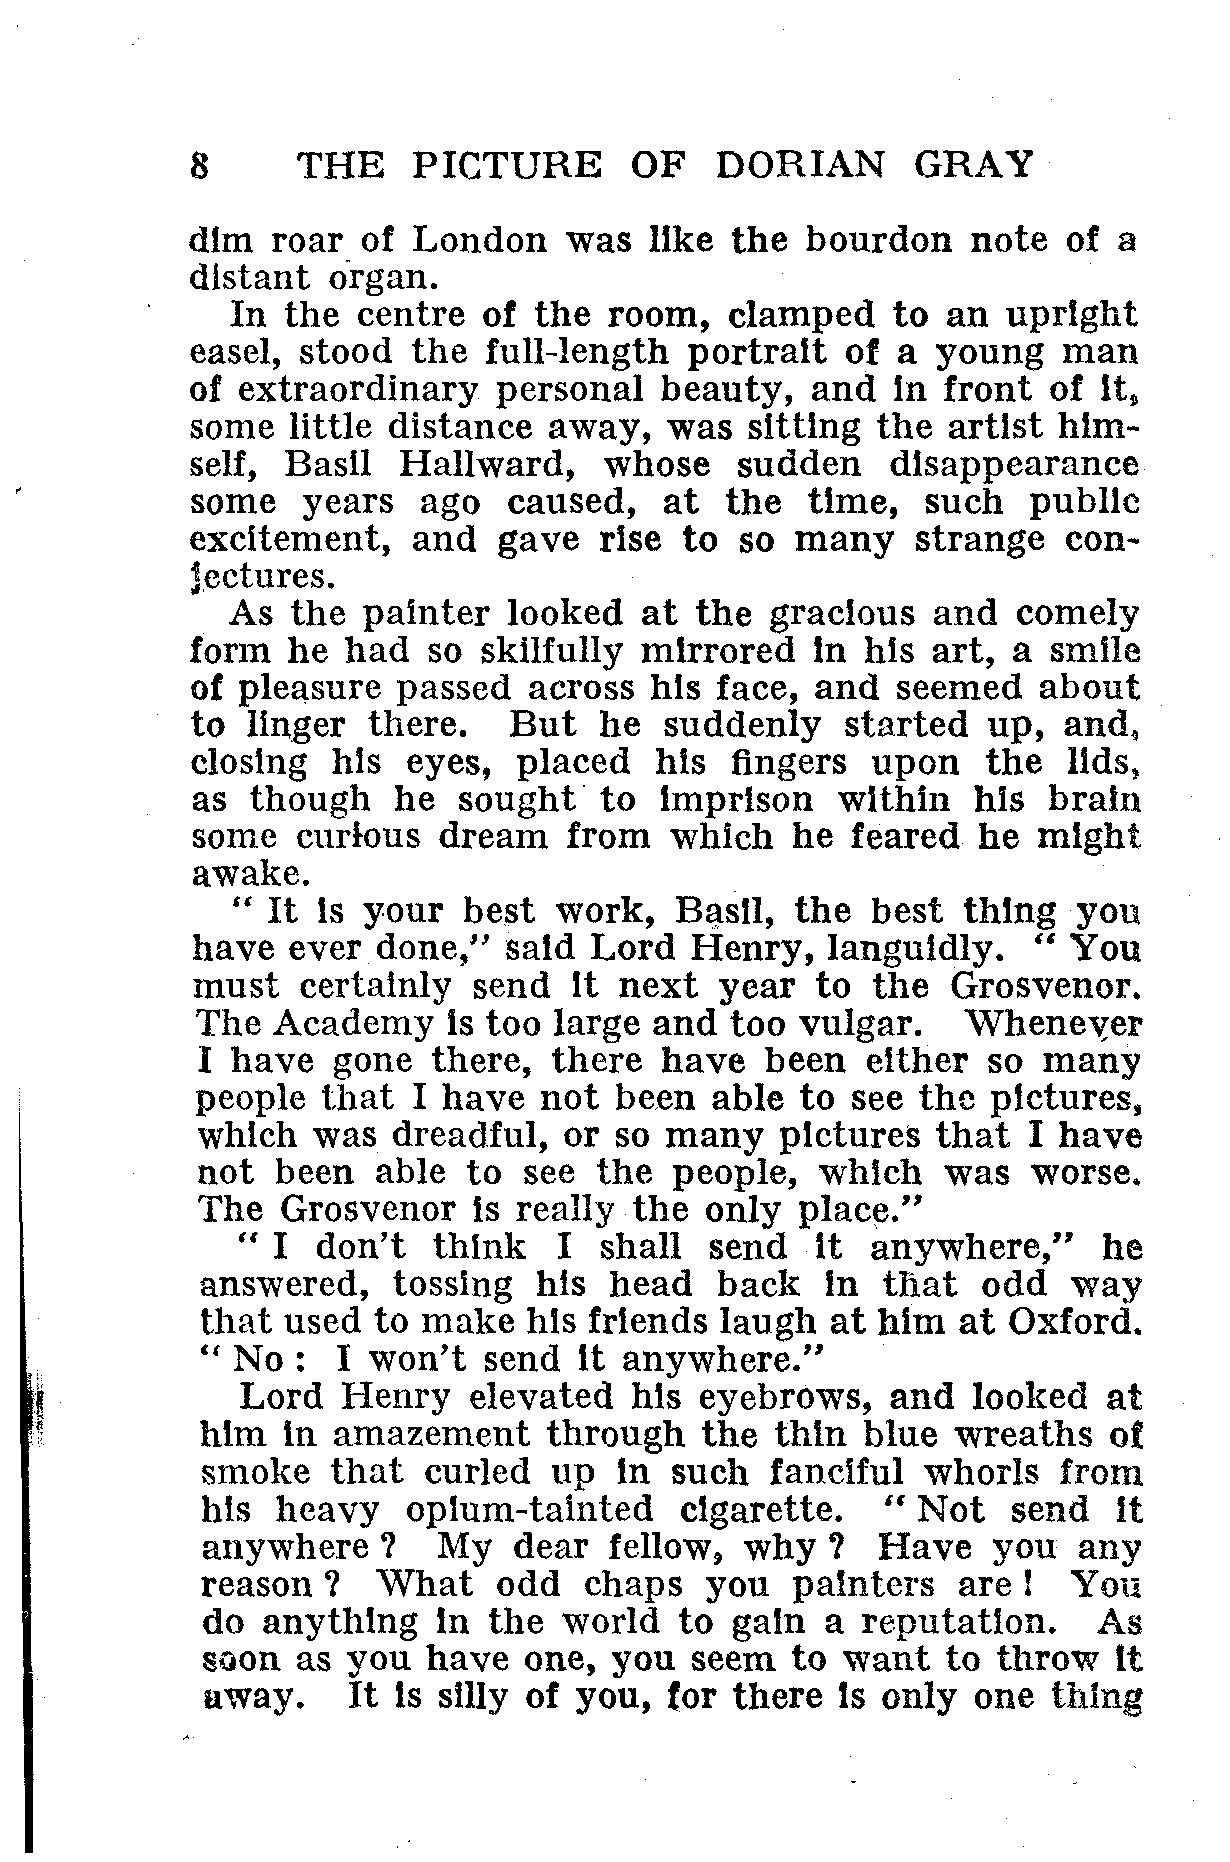 8 THE PICTURE OF DORIAN GRAY
dim roar of London was like the bourdon note of a
distant organ.
In the centre of the room, clamped to an upright
easel, stood the full-length portrait of a young man
of extraordinary personal beauty, and in front of it,
some little distance away, was sitting the artist him-
self, Basil Hallward, whose sudden disappearance
some years ago caused, at the time, such public
excitement, and gave rise to so many strange con-
jectures.
As the painter looked at the gracious and comely
form he had so skilfully mirrored in his art, a smile
of pleasure passed across his face, and seemed about
to linger there. But he suddenly started up, and,
closing his eyes, placed his fingers upon the lids,
as though he sought to imprison within his brain
some curious dream from which he feared he might
awake.
" It is your best work, Basil, the best thing you
have ever done," said Lord Henry, languidly. " You
must certainly send it next year to the Grosvenor.
The Academy is too large and too vulgar. Whenever
I have gone there, there have been either so many
people that I have not been able to see the pictures,
which was dreadful, or so many pictures that I have
not been able to see the people, which was worse.
The Grosvenor is really the only place."
" I don't think I shall send it anywhere," he
answered, tossing his head back in that odd way
that used to make his friends laugh at him at Oxford.
" No : I won't send it anywhere."
Lord Henry elevated his eyebrows, and looked at
him in amazement through the thin blue wreaths of
smoke that curled up in such fanciful whorls from
his heavy opium-tainted cigarette. " Not send it
anywhere ? My dear fellow, why ? Have you any
reason ? What odd chaps you painters are ! You
do anything in the world to gain a reputation. As
soon as you have one, you seem to want to throw it
away. It is silly of you, for there is only one thing